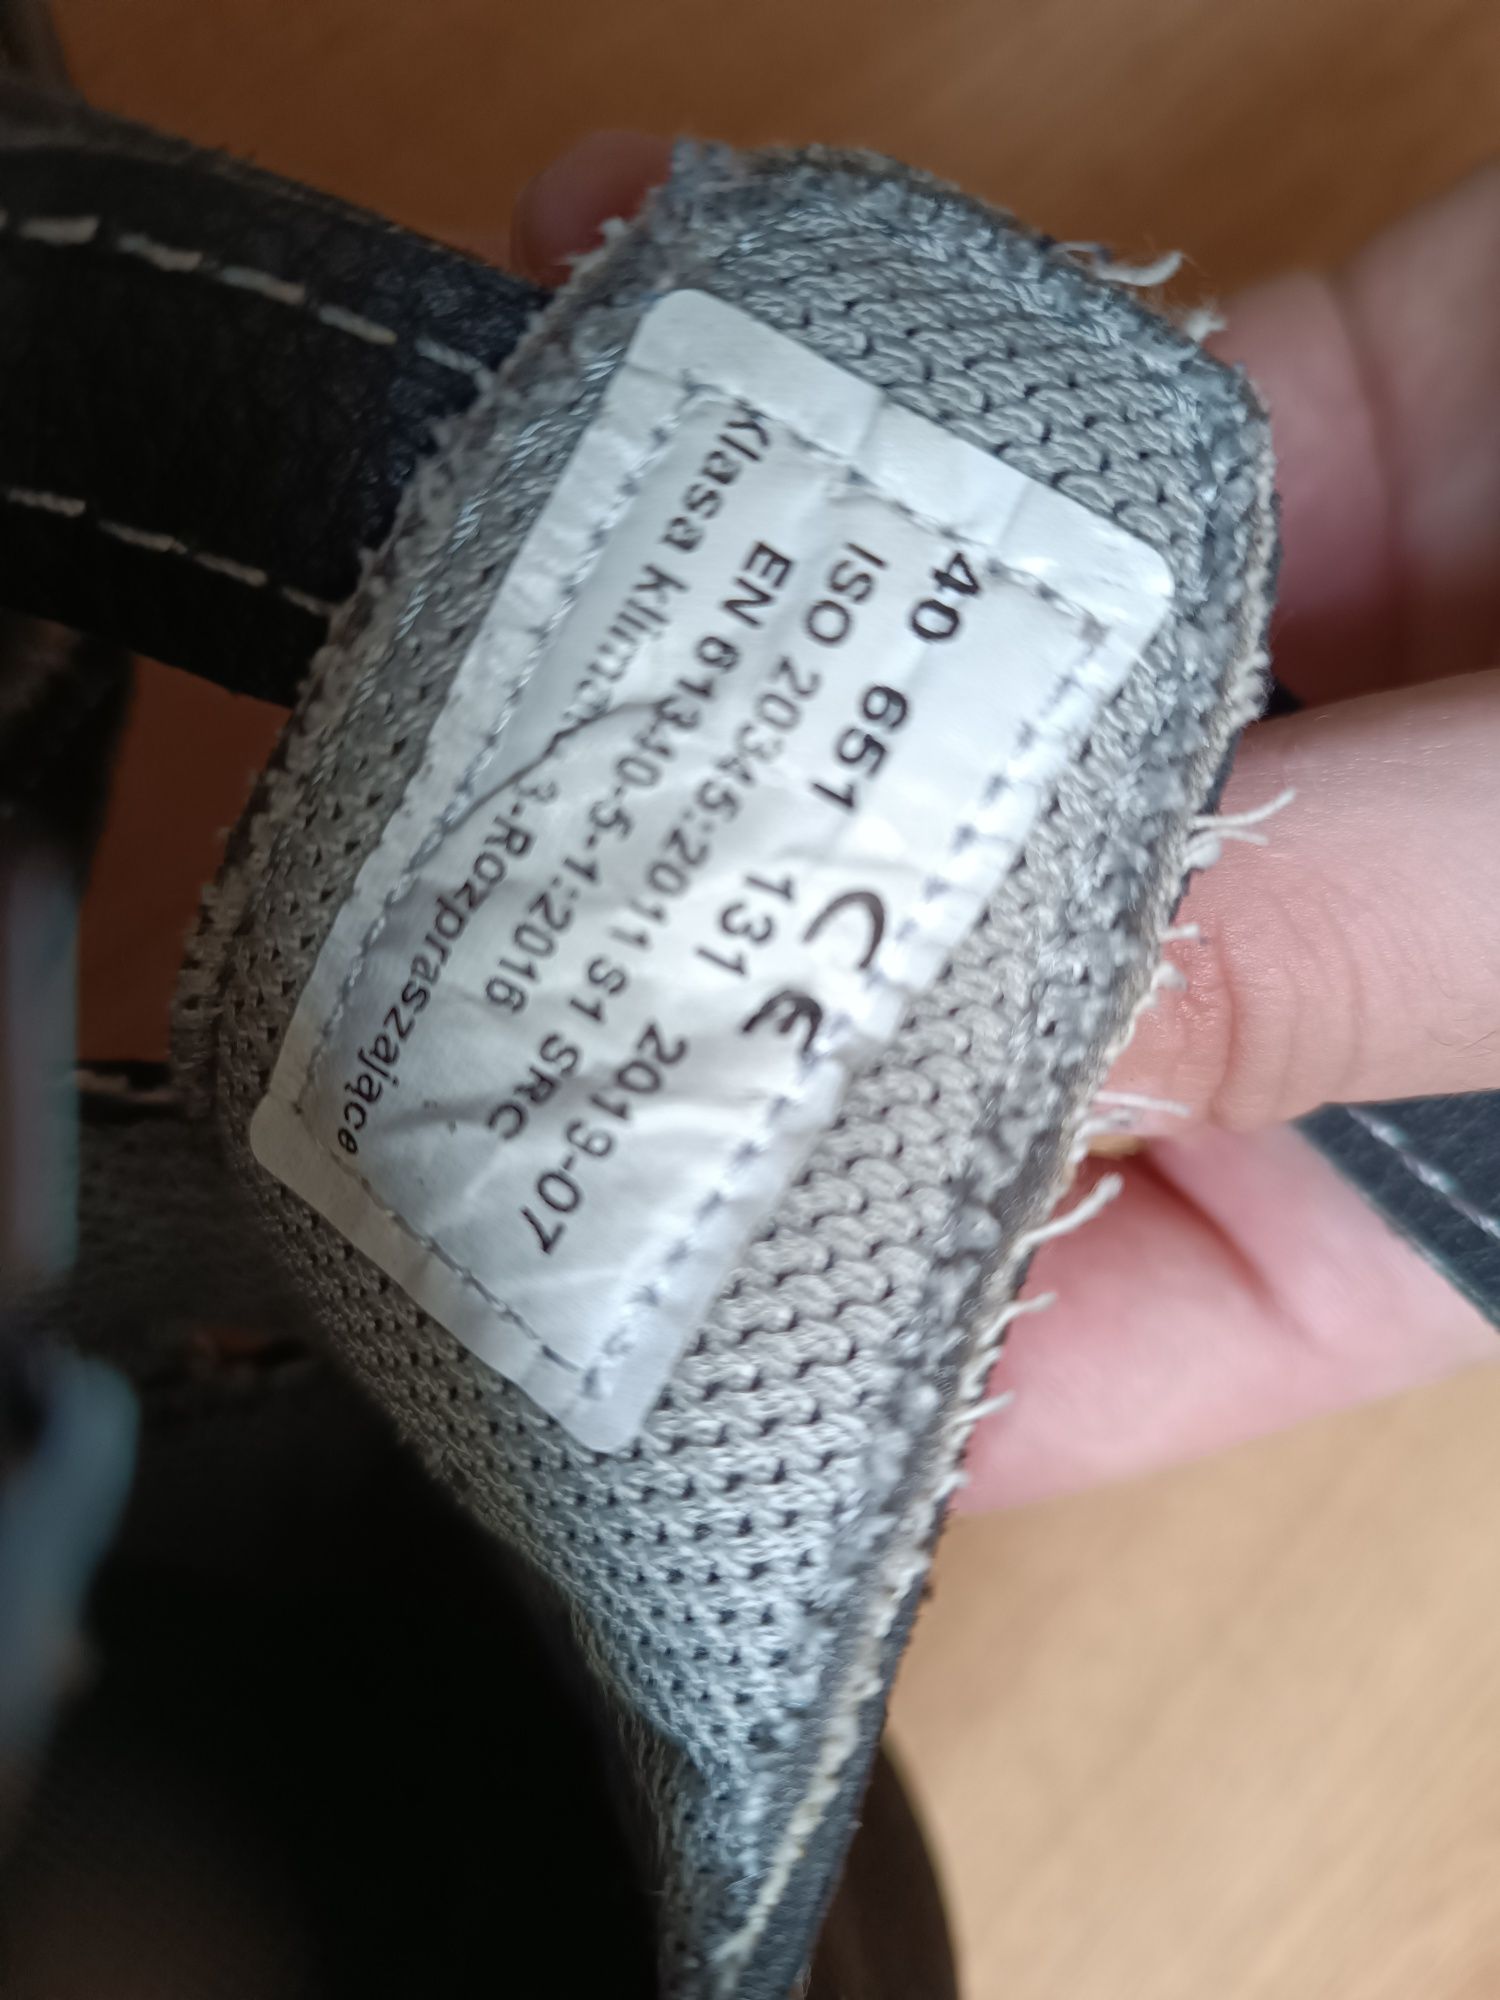 40 651 CE
131 2019-07
ISO 20345:2011 S1 SRC
EN 61340-5-1:2016
Klasa klimat. 3.Rozpraszające